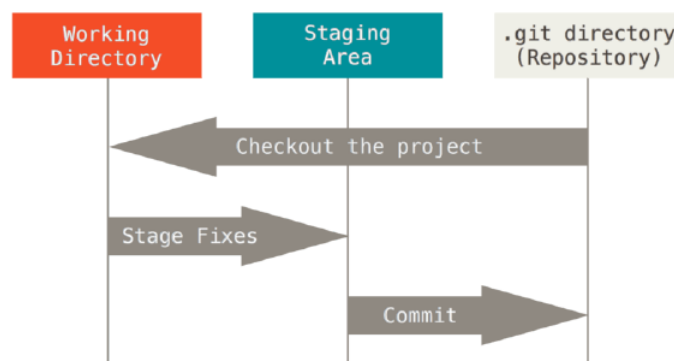 Working
Directory
Staging
Area
.git directory
(Repository)
Checkout the project
Stage Fixes
Commit